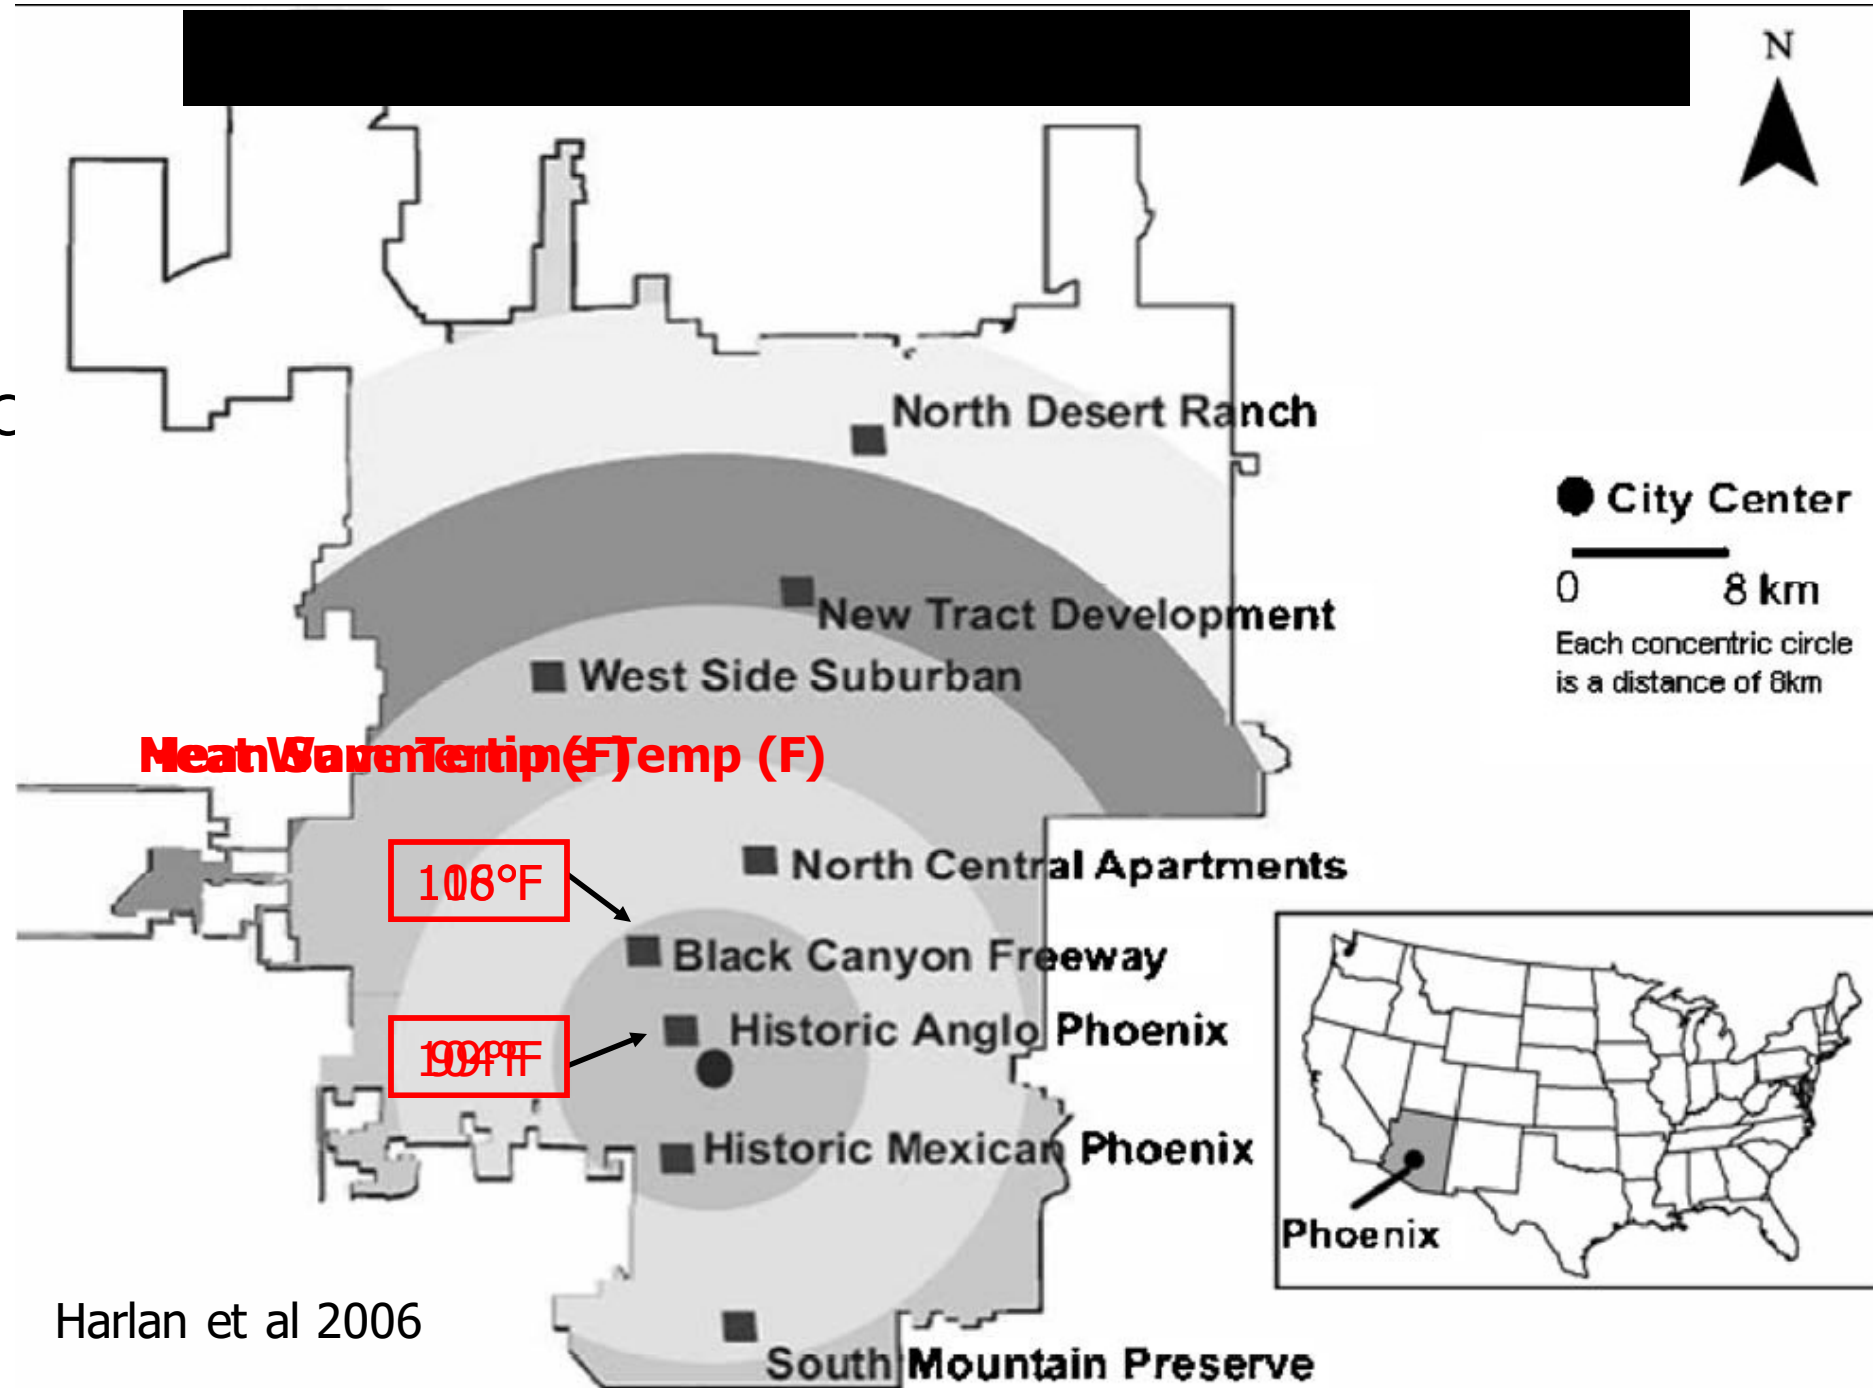 N
C
North Desert Ranch
City Center
0 8 km
Each concentric circle
is a distance of 8km
New Tract Development
West Side Suburban
Temp (F)
North Central Apartments
Black Canyon Freeway
Historic Anglo Phoenix
Historic Mexican Phoenix
Phoenix
Harlan et al 2006
South Mountain Preserve